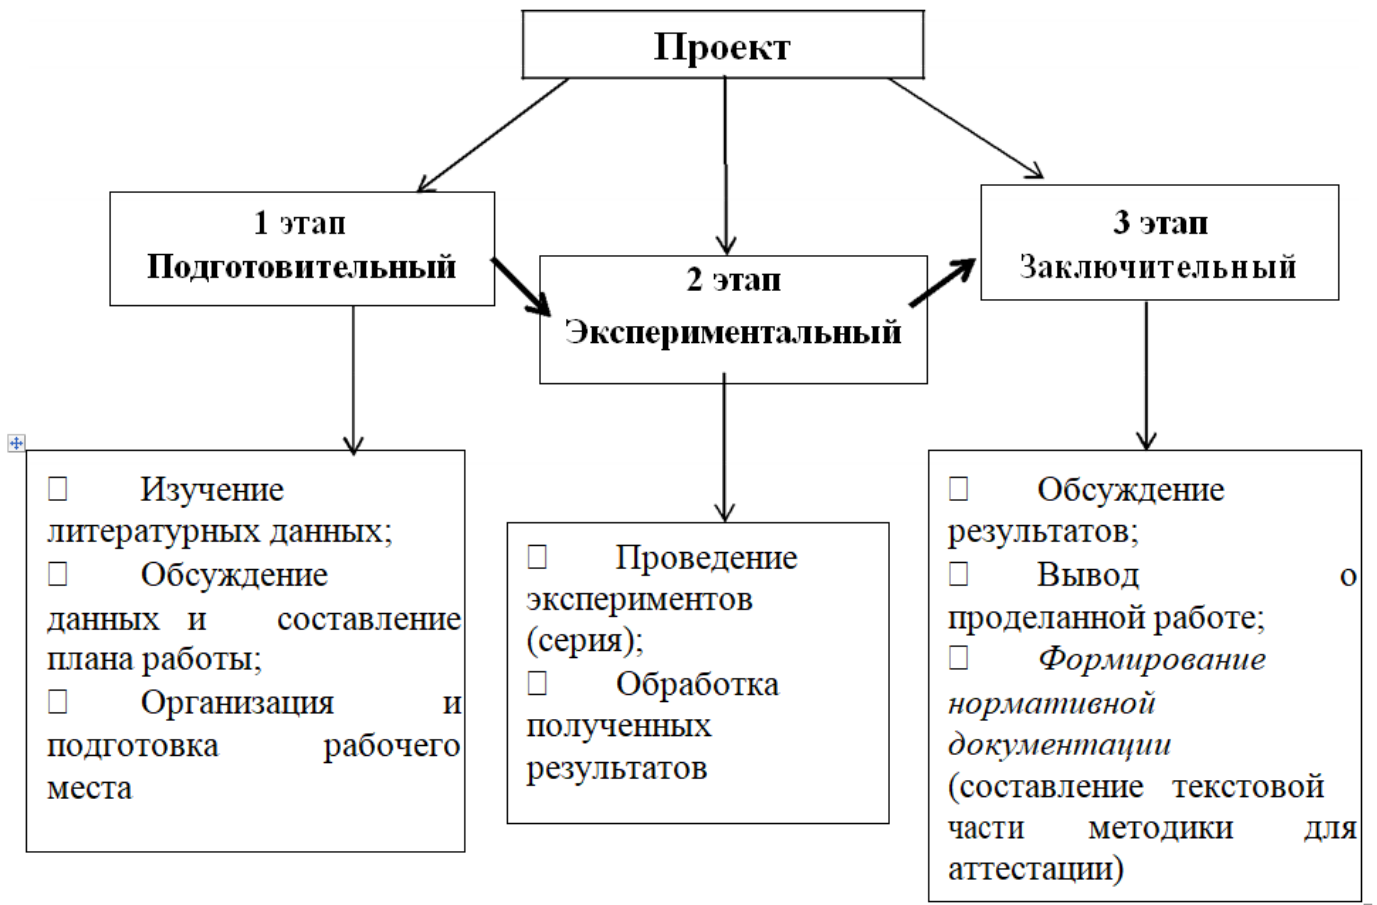 Проект
1 этап
Подготовительный
2 этап
Экспериментальный
3 этап
Заключительный
Изучение
литературных данных;
Обсуждение
данных и составление
плана работы;
Организация и
подготовка рабочего
места
Проведение
экспериментов
(серия);
Обработка
полученных
результатов
Обсуждение
результатов;
Вывод о
проделанной работе;
Формирование
нормативной
документации
(составление текстовой
части методики для
аттестации)